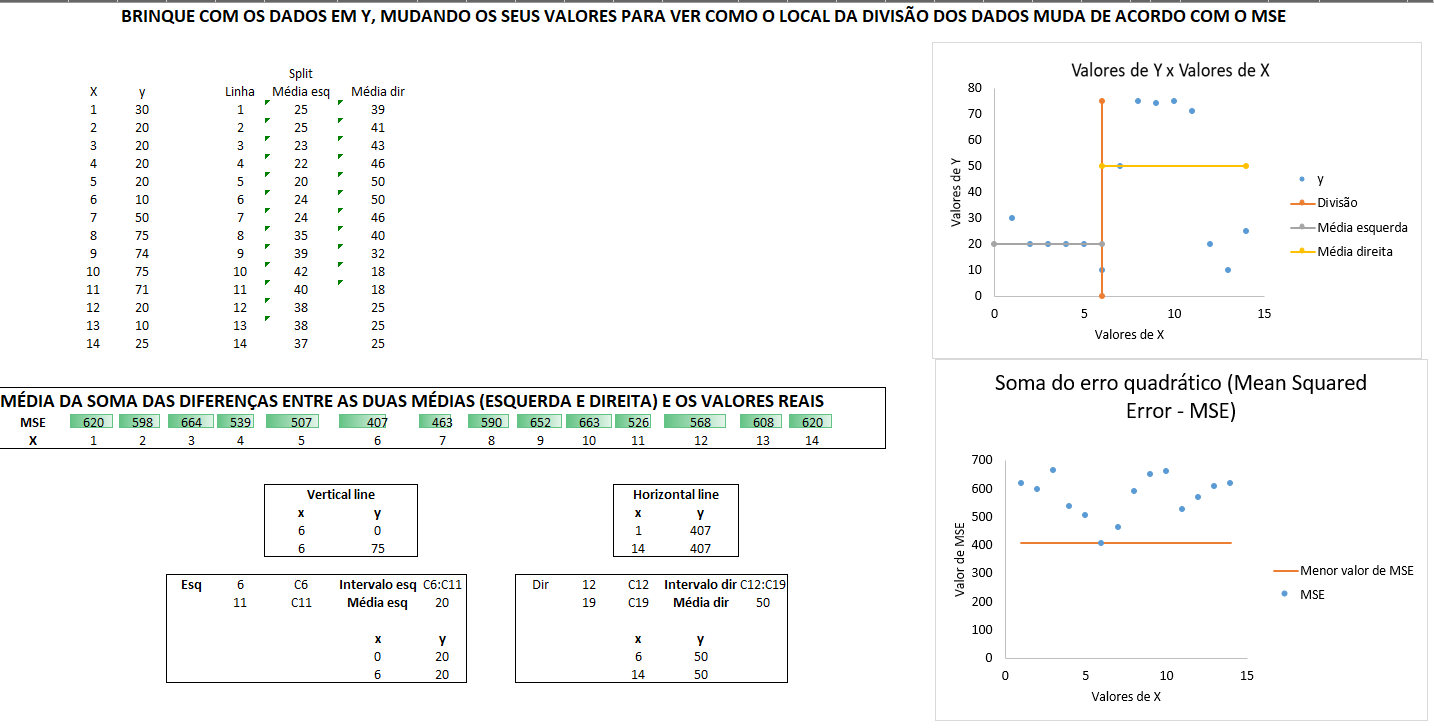 BRINQUE COM OS DADOS EM Y, MUDANDO OS SEUS VALORES PARA VER COMO O LOCAL DA DIVISÃO DOS DADOS MUDA DE ACORDO COM O MSE
Split
X y Linha Média esq Média dir
1 30 1 25 39
2 20 2 25 41
3 20 3 23 43
4 20 4 22 46
5 20 5 20 50
6 10 6 24 50
7 50 7 24 46
8 75 8 35 40
9 74 9 39 32
10 75 10 42 18
11 71 11 40 18
12 20 12 38 25
13 10 13 38 25
14 25 14 37 25
Valores de Y x Valores de X
Valores de Y
80
70
60
50
40
30
20
10
0
0 5 10 15
Valores de X
y
Divisão
Média esquerda
Média direita
MÉDIA DA SOMA DAS DIFERENÇAS ENTRE AS DUAS MÉDIAS (ESQUERDA E DIREITA) E OS VALORES REAIS
MSE 620 598 664 539 507 407 463 590 652 663 526 568 608 620
X 1 2 3 4 5 6 7 8 9 10 11 12 13 14
Vertical line
x y
6 0
6 75
Horizontal line
x y
1 407
14 407
Esq 6 C6 Intervalo esq C6:C11
11 C11 Média esq 20
x y
0 20
6 20
Dir 12 C12 Intervalo dir C12:C19
19 C19 Média dir 50
x y
6 50
14 50
Soma do erro quadrático (Mean Squared
Error - MSE)
Valor de MSE
700
600
500
400
300
200
100
0
0 5 10 15
Valores de X
Menor valor de MSE
MSE